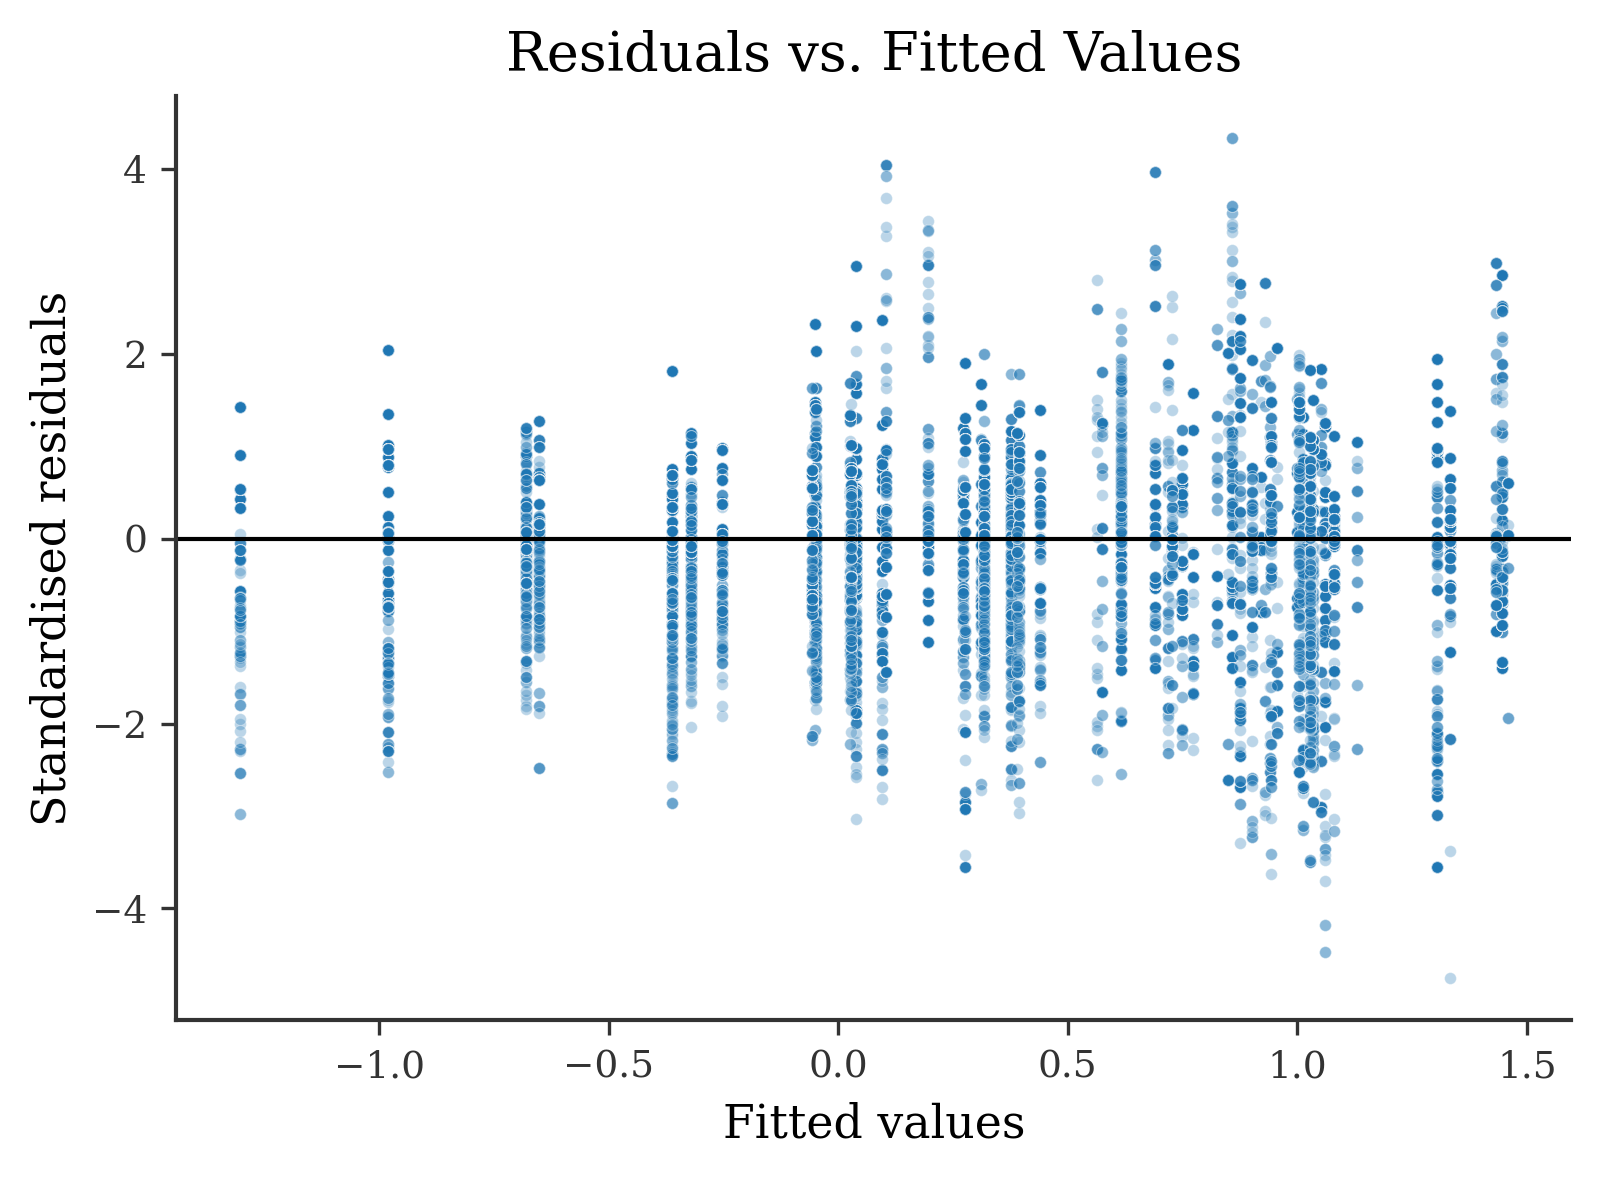 Residuals vs. Fitted Values
Standardised residuals
4
2
0
−2
−4
−1.0 −0.5 0.0 0.5 1.0 1.5
Fitted values